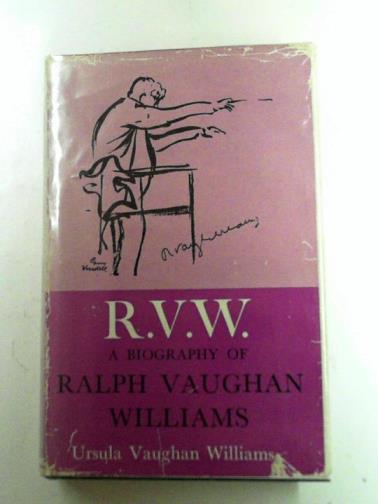 R.V.W.
A BIOGRAPHY OF
RALPH VAUGHAN
WILLIAMS
Ursula Vaughan Williams